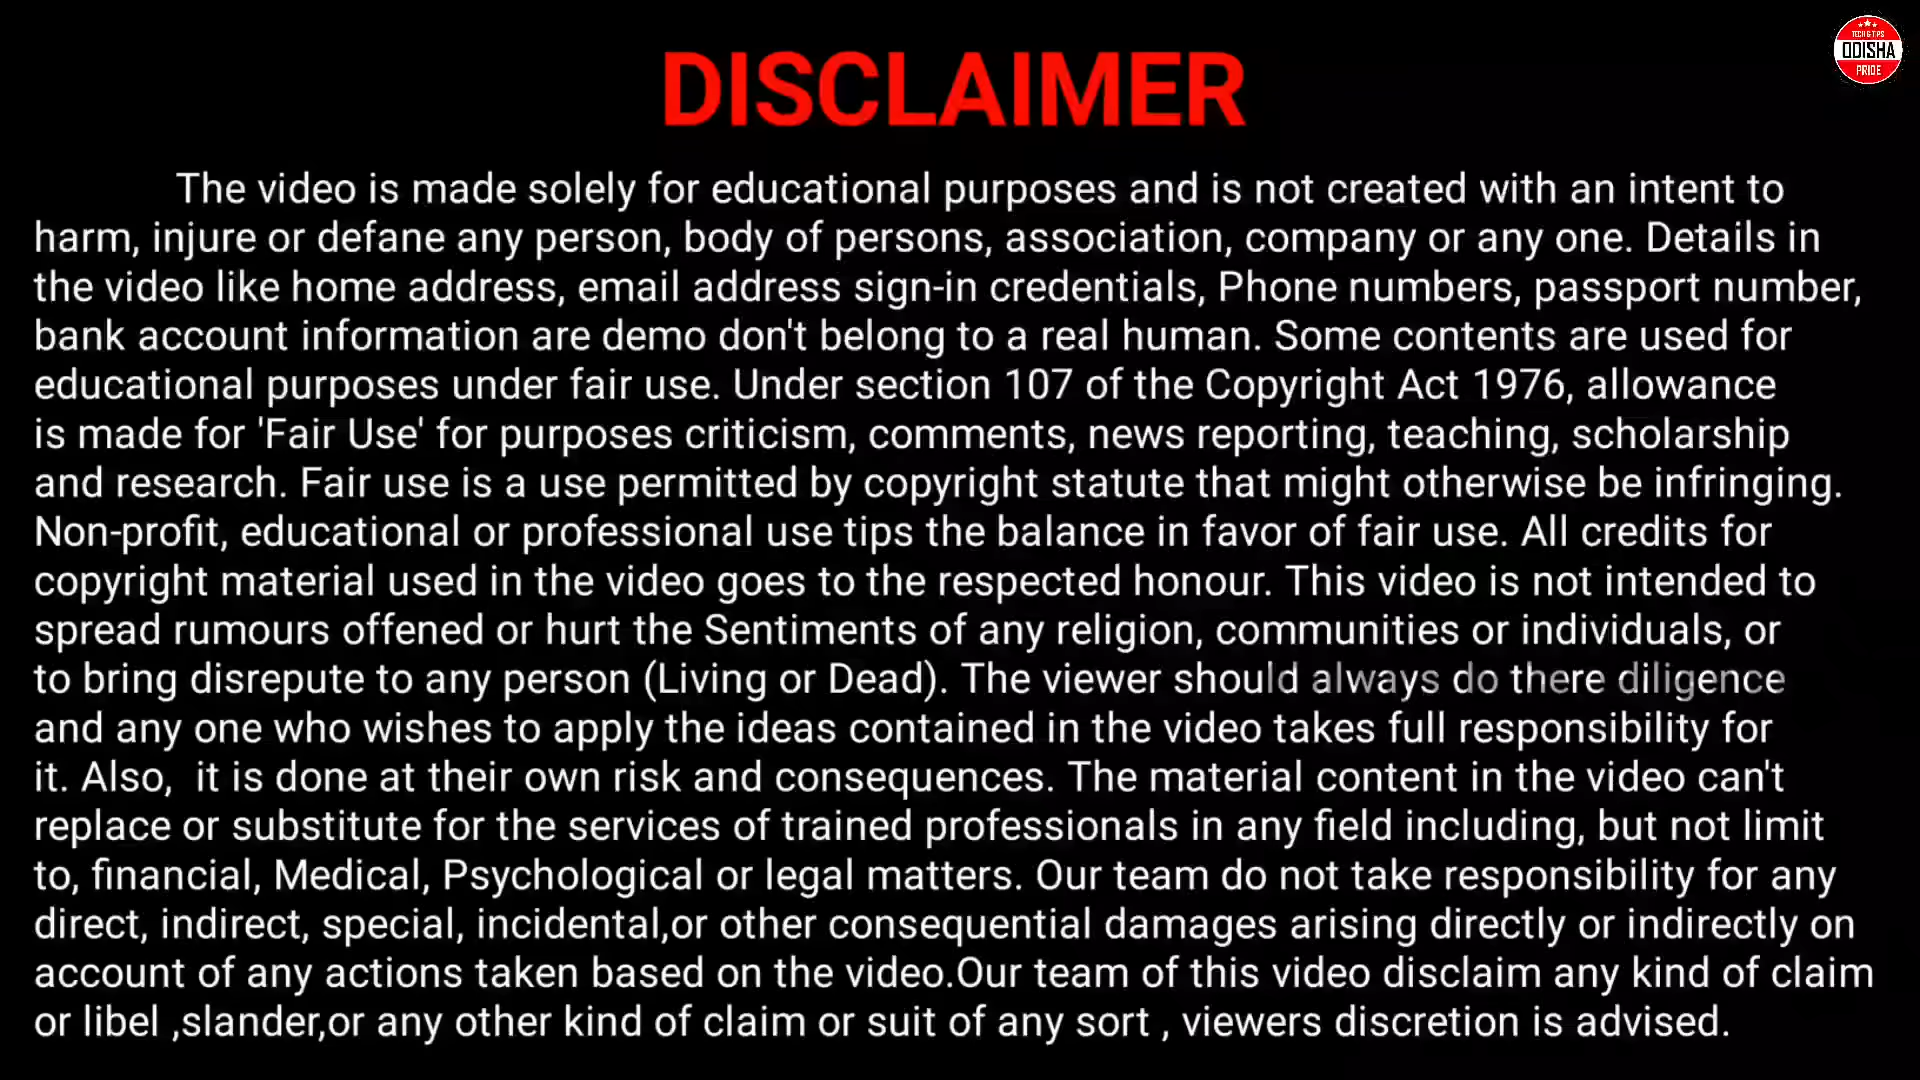 DISCLAIMER
TECH & TIPS
ODISHA
PRIDE
The video is made solely for educational purposes and is not created with an intent to
harm, injure or defane any person, body of persons, association, company or any one. Details in
the video like home address, email address sign-in credentials, Phone numbers, passport number,
bank account information are demo don't belong to a real human. Some contents are used for
educational purposes under fair use. Under section 107 of the Copyright Act 1976, allowance
is made for 'Fair Use' for purposes criticism, comments, news reporting, teaching, scholarship
and research. Fair use is a use permitted by copyright statute that might otherwise be infringing.
Non-profit, educational or professional use tips the balance in favor of fair use. All credits for
copyright material used in the video goes to the respected honour. This video is not intended to
spread rumours offened or hurt the Sentiments of any religion, communities or individuals, or
to bring disrepute to any person (Living or Dead). The viewer should always do there diligence
and any one who wishes to apply the ideas contained in the video takes full responsibility for
it. Also,  it is done at their own risk and consequences. The material content in the video can't
replace or substitute for the services of trained professionals in any field including, but not limit
to, financial, Medical, Psychological or legal matters. Our team do not take responsibility for any
direct, indirect, special, incidental,or other consequential damages arising directly or indirectly on
account of any actions taken based on the video.Our team of this video disclaim any kind of claim
or libel ,slander,or any other kind of claim or suit of any sort , viewers discretion is advised.